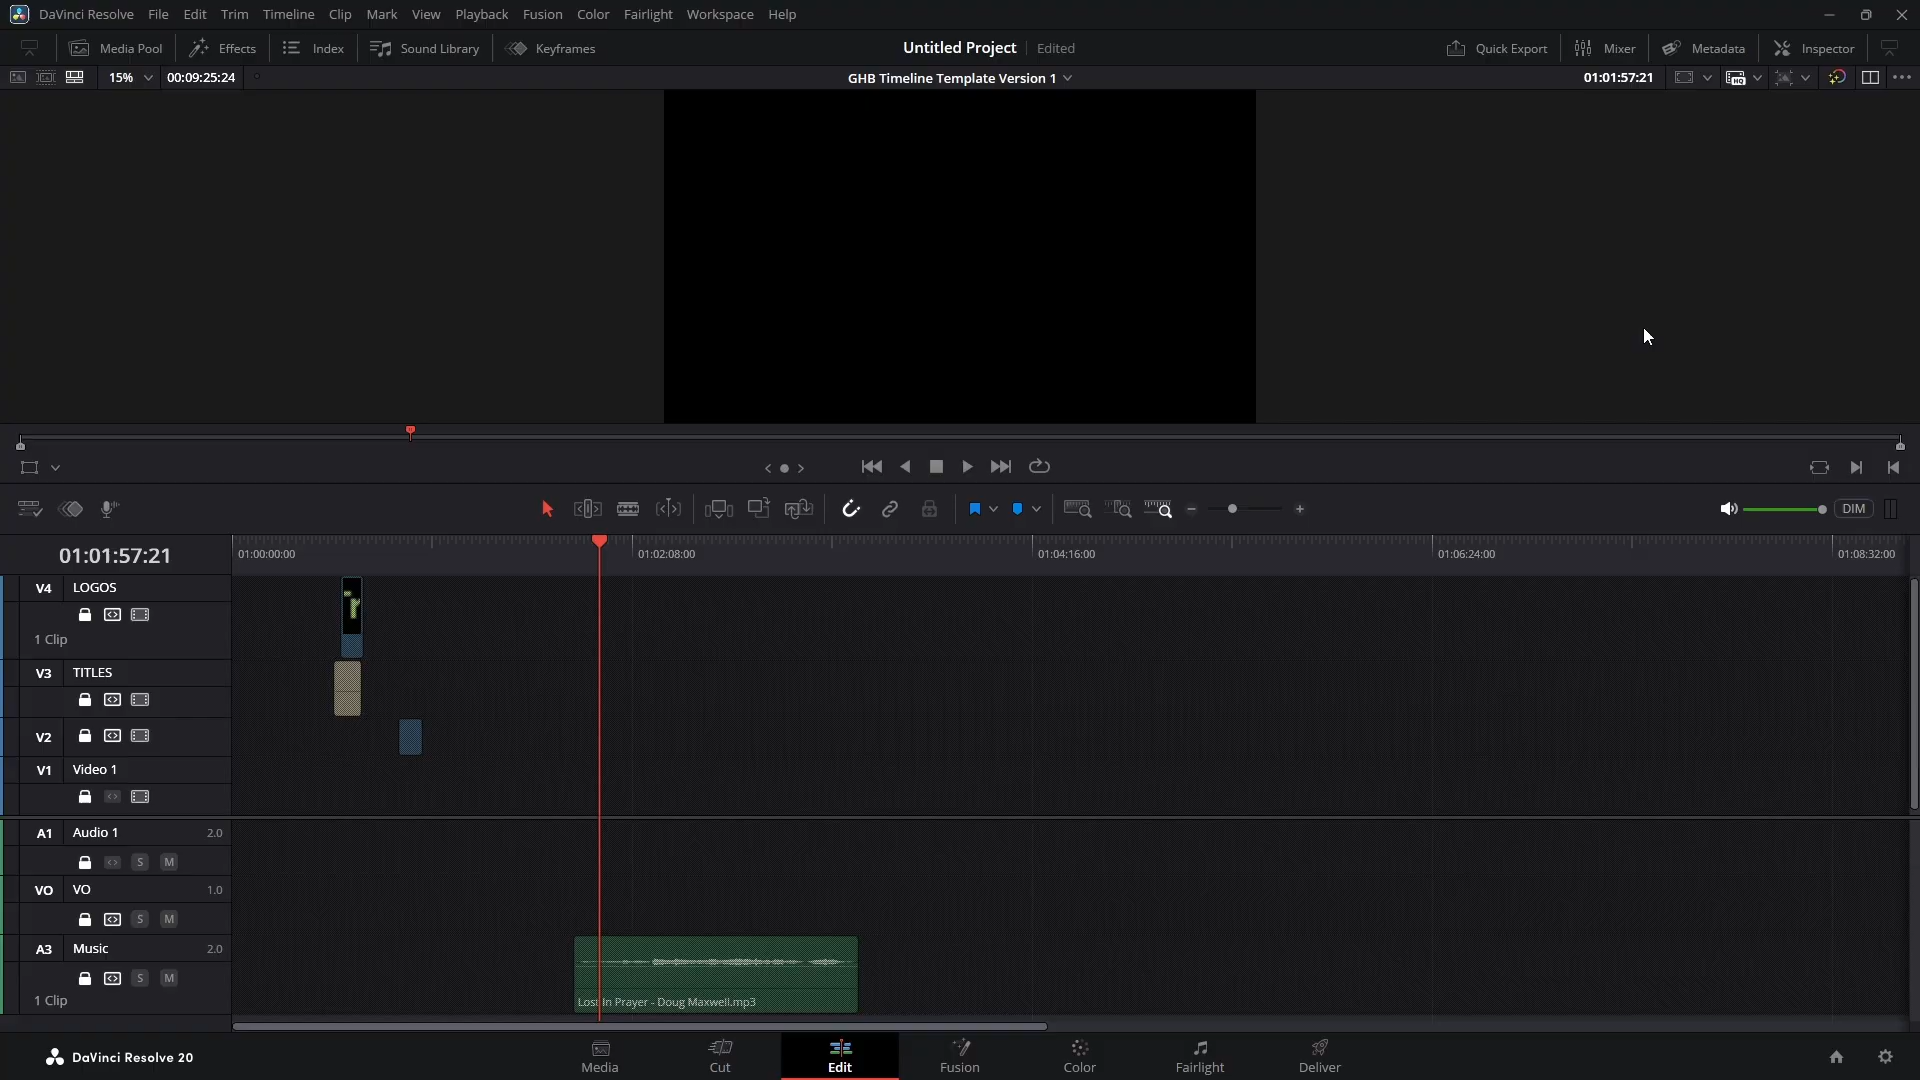 DaVinci Resolve File Edit Trim Timeline Clip Mark View Playback Fusion Color Fairlight Workspace Help
Media Pool Effects Index Sound Library Keyframes Untitled Project Edited Quick Export Mixer Metadata Inspector
15% 00:09:25:24 GHB Timeline Template Version 1 01:01:57:21
DIM
01:01:57:21 01:00:00:00 01:02:08:00 01:04:16:00 01:06:24:00 01:08:32:00
V4 LOGOS
1 Clip
V3 TITLES
V2
V1 Video 1
A1 Audio 1 2.0
S M
VO VO 1.0
S M
A3 Music 2.0
S M
1 Clip
Lost In Prayer - Doug Maxwell.mp3
DaVinci Resolve 20 Media Cut Edit Fusion Color Fairlight Deliver